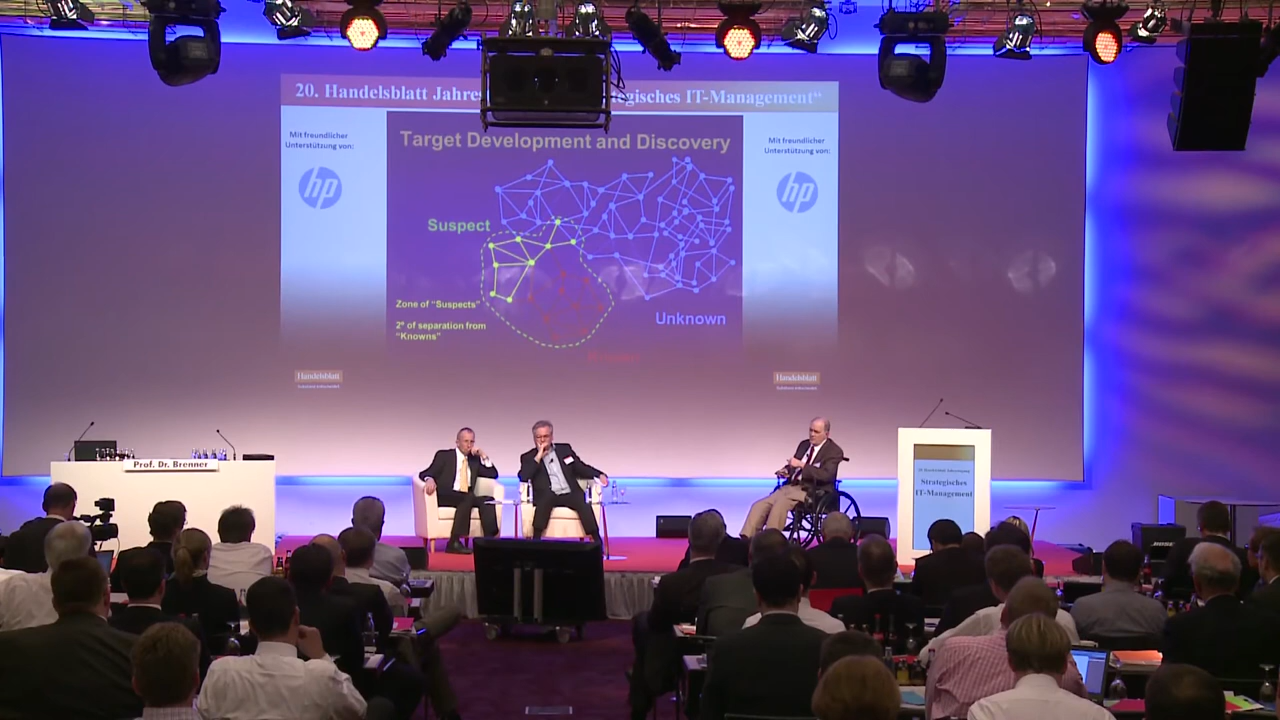 20. Handelsblatt Jahres
gisches IT-Management“
Mit freundlicher
Unterstützung von:
hp
Target Development and Discovery
Suspect
Zone of “Suspects”
2° of separation from
“Knowns”
Unknown
Mit freundlicher
Unterstützung von:
hp
Handelsblatt
Handelsblatt
Prof. Dr. Brenner
Strategisches
IT-Management
BOSE